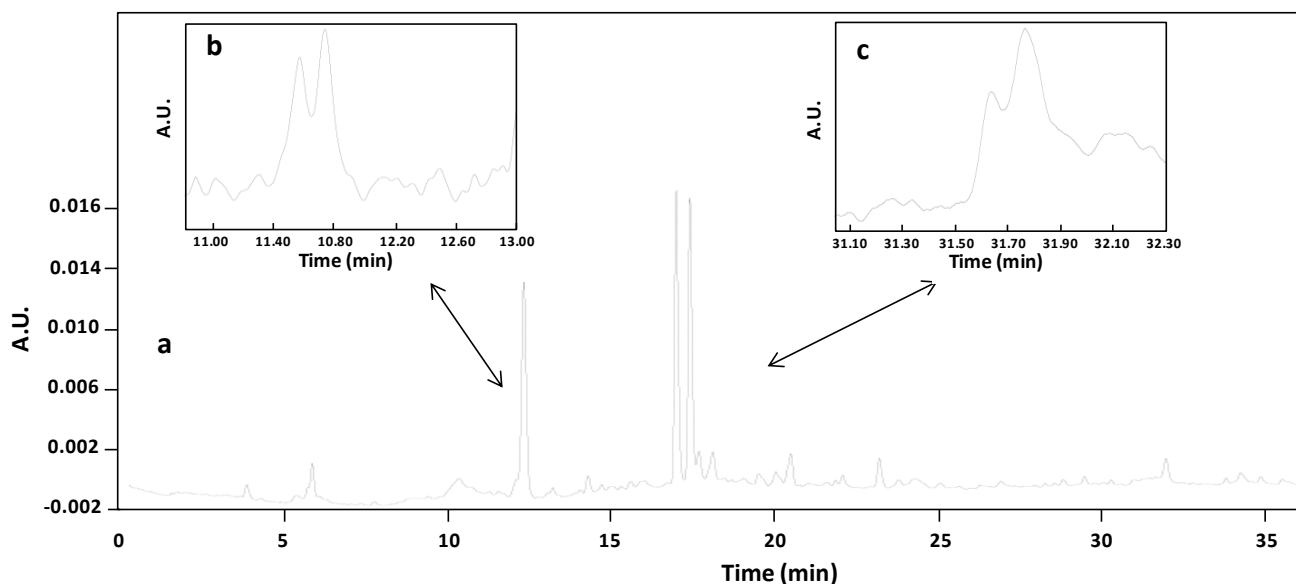 b
A.U.
11.00 11.40 10.80 12.20 12.60 13.00
Time (min)
c
A.U.
31.10 31.30 31.50 31.70 31.90 32.10 32.30
Time (min)
A.U.
0.016
0.014
0.010
0.006
0.002
-0.002
a
0 5 10 15 20 25 30 35
Time (min)